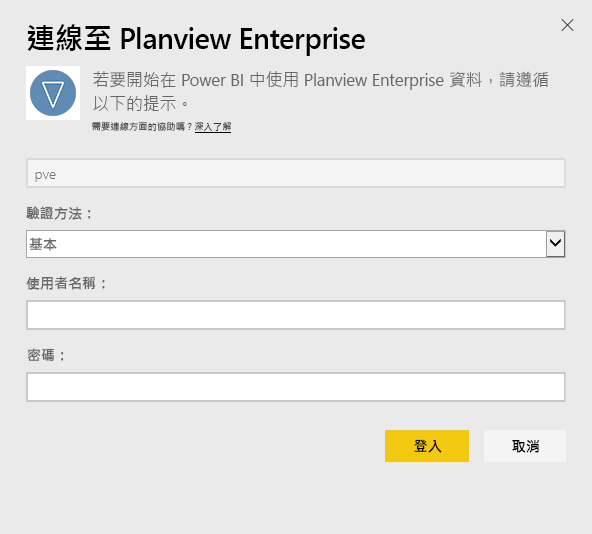 連線至 Planview Enterprise
若要開始在 Power BI 中使用 Planview Enterprise 資料，請遵循
以下的提示。
需要連線方面的協助嗎？深入了解
pve
驗證方法：
基本
使用者名稱：
密碼：
登入 取消